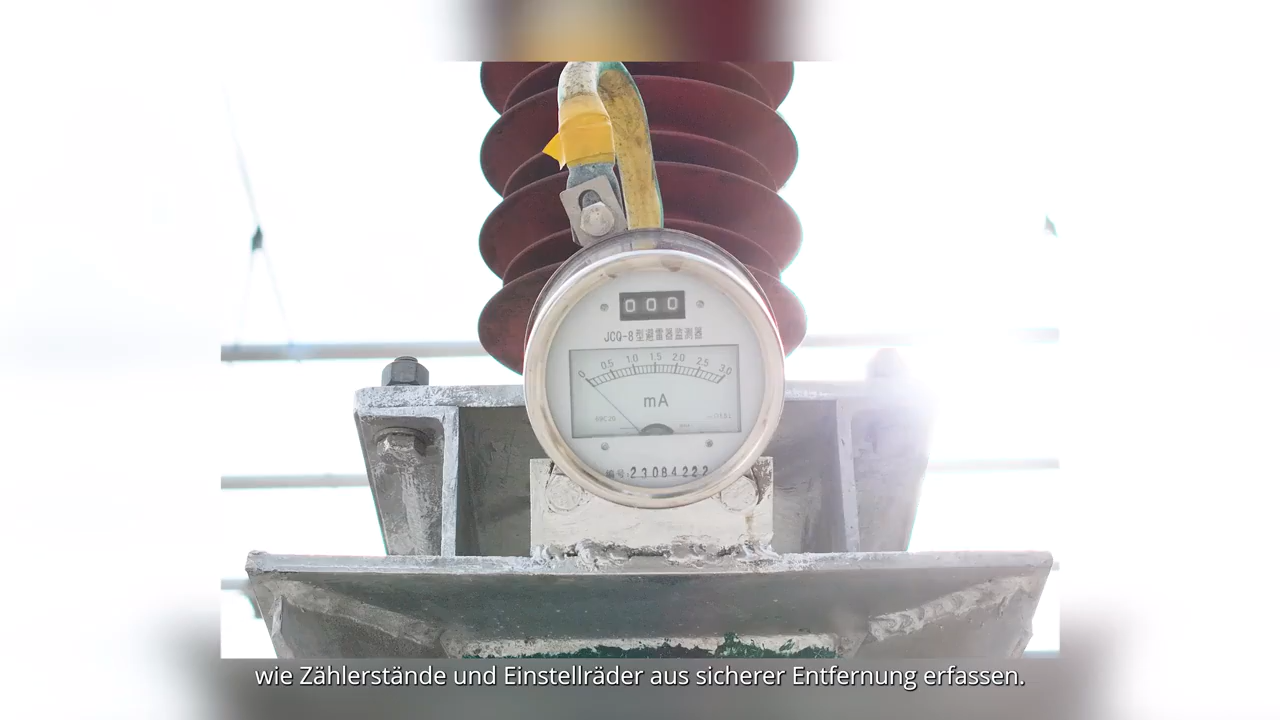 000
JCQ-8型避雷器监测器
0 0.5 1.0 1.5 2.0 2.5 3.0
mA
编号:23084222
wie Zählerstände und Einstellräder aus sicherer Entfernung erfassen.